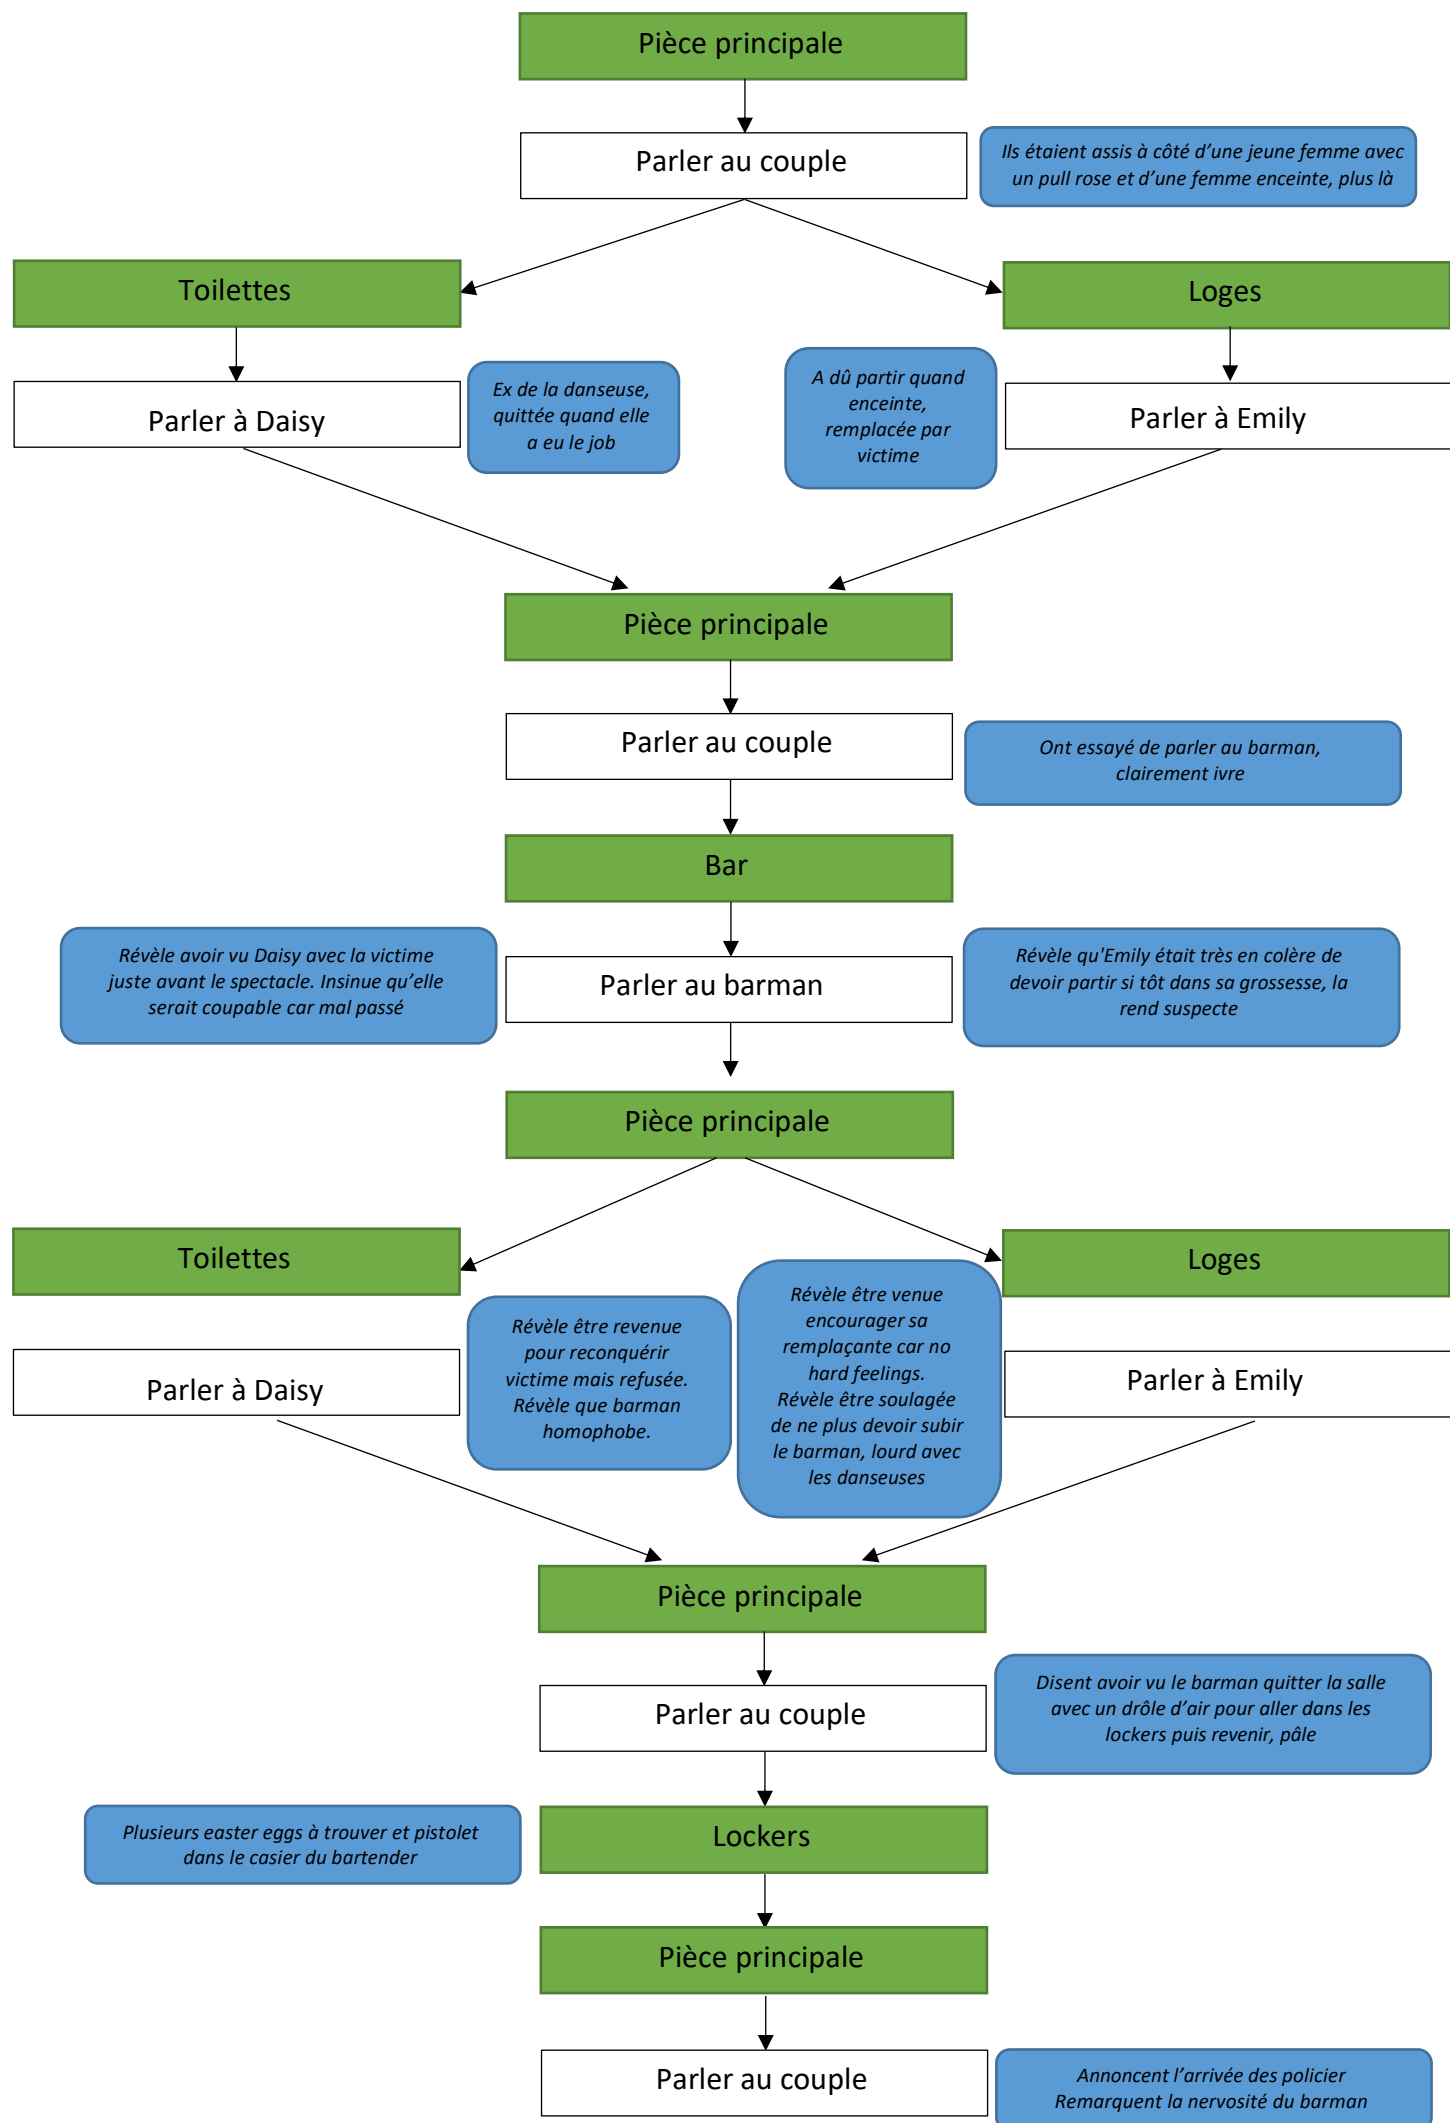 Pièce principale
Parler au couple
Ils étaient assis à côté d’une jeune femme avec
un pull rose et d’une femme enceinte, plus là
Toilettes
Loges
Parler à Daisy
Ex de la danseuse,
quittée quand elle
a eu le job
A dû partir quand
enceinte,
remplacée par
victime
Parler à Emily
Pièce principale
Parler au couple
Ont essayé de parler au barman,
clairement ivre
Bar
Révèle avoir vu Daisy avec la victime
juste avant le spectacle. Insinue qu’elle
serait coupable car mal passé
Parler au barman
Révèle qu'Emily était très en colère de
devoir partir si tôt dans sa grossesse, la
rend suspecte
Pièce principale
Toilettes
Loges
Parler à Daisy
Révèle être revenue
pour reconquérir
victime mais refusée.
Révèle que barman
homophobe.
Révèle être venue
encourager sa
remplaçante car no
hard feelings.
Révèle être soulagée
de ne plus devoir subir
le barman, lourd avec
les danseuses
Parler à Emily
Pièce principale
Parler au couple
Disent avoir vu le barman quitter la salle
avec un drôle d’air pour aller dans les
lockers puis revenir, pâle
Plusieurs easter eggs à trouver et pistolet
dans le casier du bartender
Lockers
Pièce principale
Parler au couple
Annoncent l’arrivée des policier
Remarquent la nervosité du barman